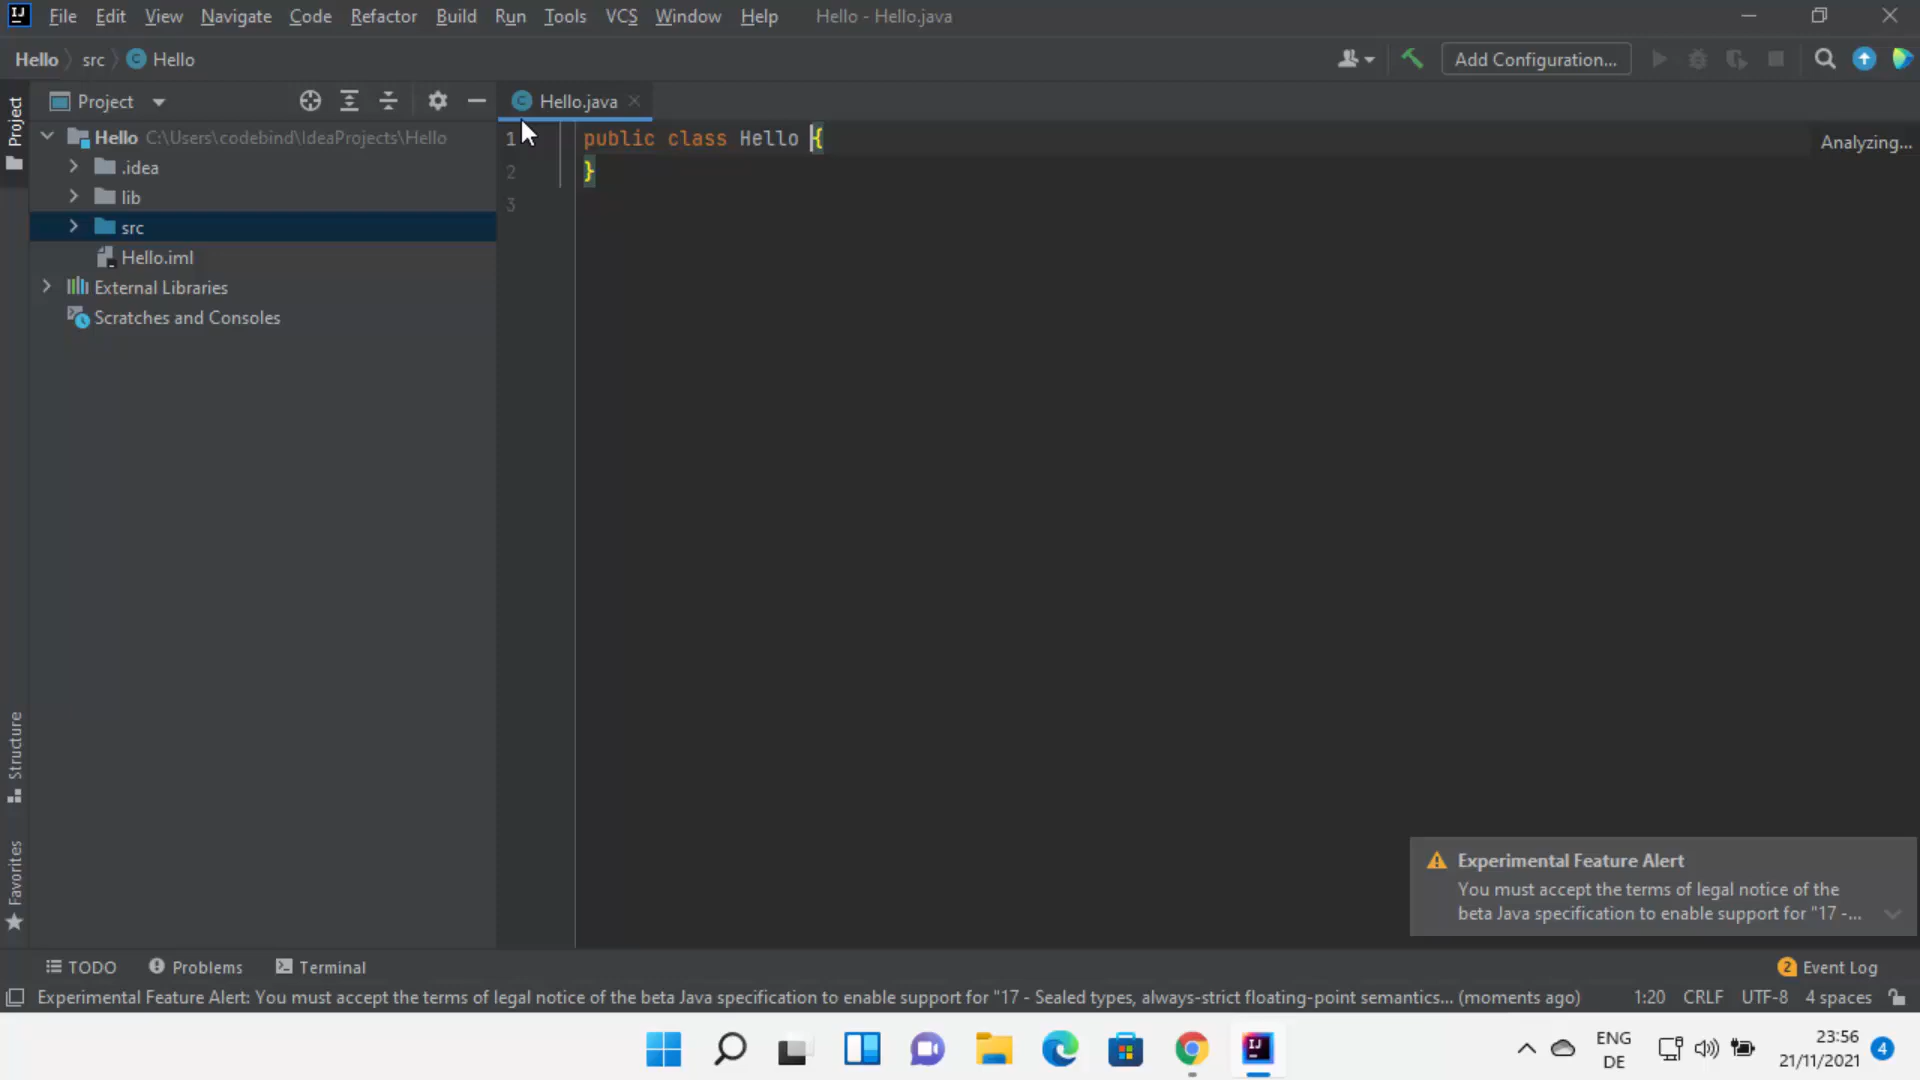 IJ File Edit View Navigate Code Refactor Build Run Tools VCS Window Help Hello - Hello.java
Hello src C Hello Add Configuration...
Project C Hello.java
Project
1 public class Hello {
Analyzing...
2 }
3
Hello C:\Users\codebind\IdeaProjects\Hello
.idea
lib
src
Hello.iml
External Libraries
Scratches and Consoles
Structure
Favorites
Experimental Feature Alert
You must accept the terms of legal notice of the
beta Java specification to enable support for "17 -...
TODO Problems Terminal 2 Event Log
Experimental Feature Alert: You must accept the terms of legal notice of the beta Java specification to enable support for "17 - Sealed types, always-strict floating-point semantics... (moments ago) 1:20 CRLF UTF-8 4 spaces
IJ
ENG
DE
23:56
21/11/2021
4